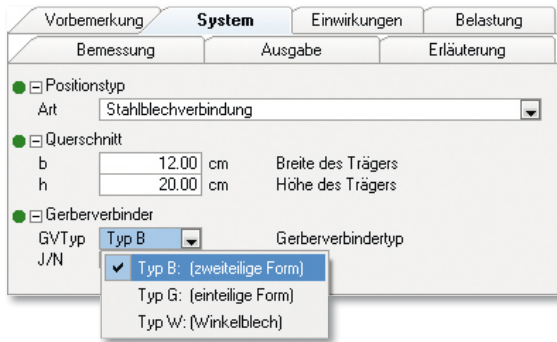 Vorbemerkung System Einwirkungen Belastung
Bemessung Ausgabe Erläuterung
Positionstyp
Art Stahlblechverbindung
Querschnitt
b 12.00 cm Breite des Trägers
h 20.00 cm Höhe des Trägers
Gerberverbinder
GVTyp Typ B Gerberverbindertyp
J/N
Typ B: (zweiteilige Form)
Typ G: (einteilige Form)
Typ W: (Winkelblech)